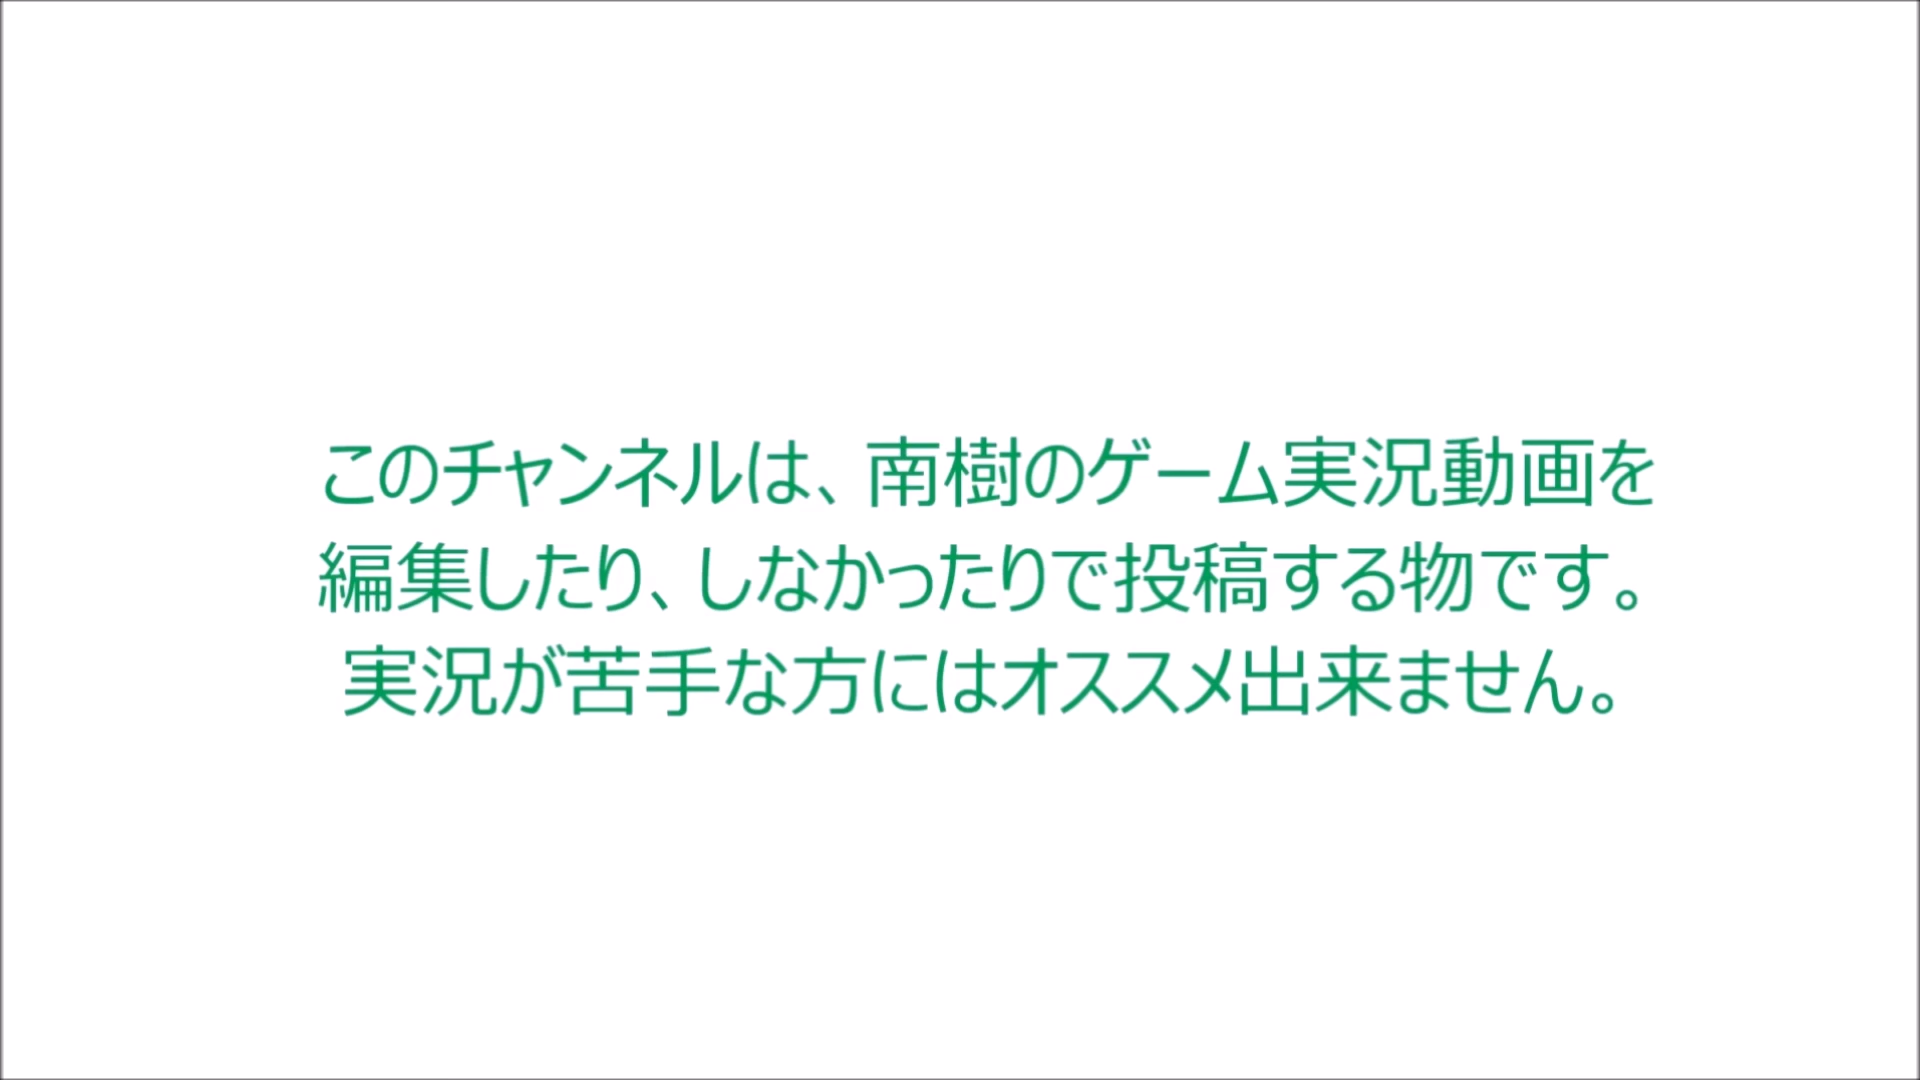 このチャンネルは、南樹のゲーム実況動画を
編集したり、しなかったりで投稿する物です。
実況が苦手な方にはオススメ出来ません。